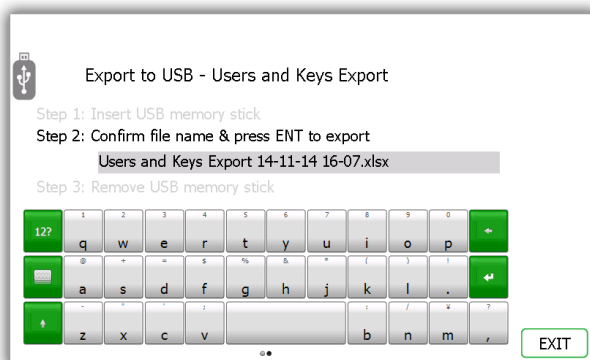 Export to USB - Users and Keys Export
Step 1: Insert USB memory stick
Step 2: Confirm file name & press ENT to export
Users and Keys Export 14-11-14 16-07.xlsx
Step 3: Remove USB memory stick
1 2 3 4 5 6 7 8 9 0
12? q w e r t y u i o p
@ + = $ % & * ( ) !
a s d f g h j k l .
- " ' ; : / ¥ ?
z x c v b n m ,
EXIT